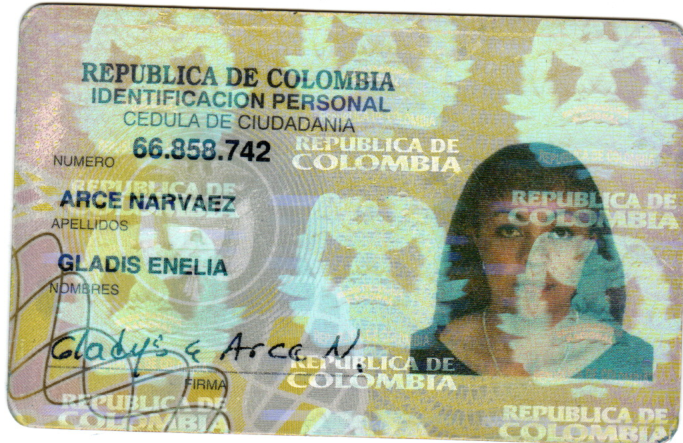 REPUBLICA DE COLOMBIA
IDENTIFICACION PERSONAL
CEDULA DE CIUDADANIA
NUMERO 66.858.742
REPUBLICA DE
COLOMBIA
REPUBLICA DE
COLOMBIA
ARCE NARVAEZ
APELLIDOS
GLADIS ENELIA
NOMBRES
Gladys E Arce N.
FIRMA
REPUBLICA DE
COLOMBIA
REPUBLICA DE
COLOMBIA
REPUBLICA DE
COLOMBIA